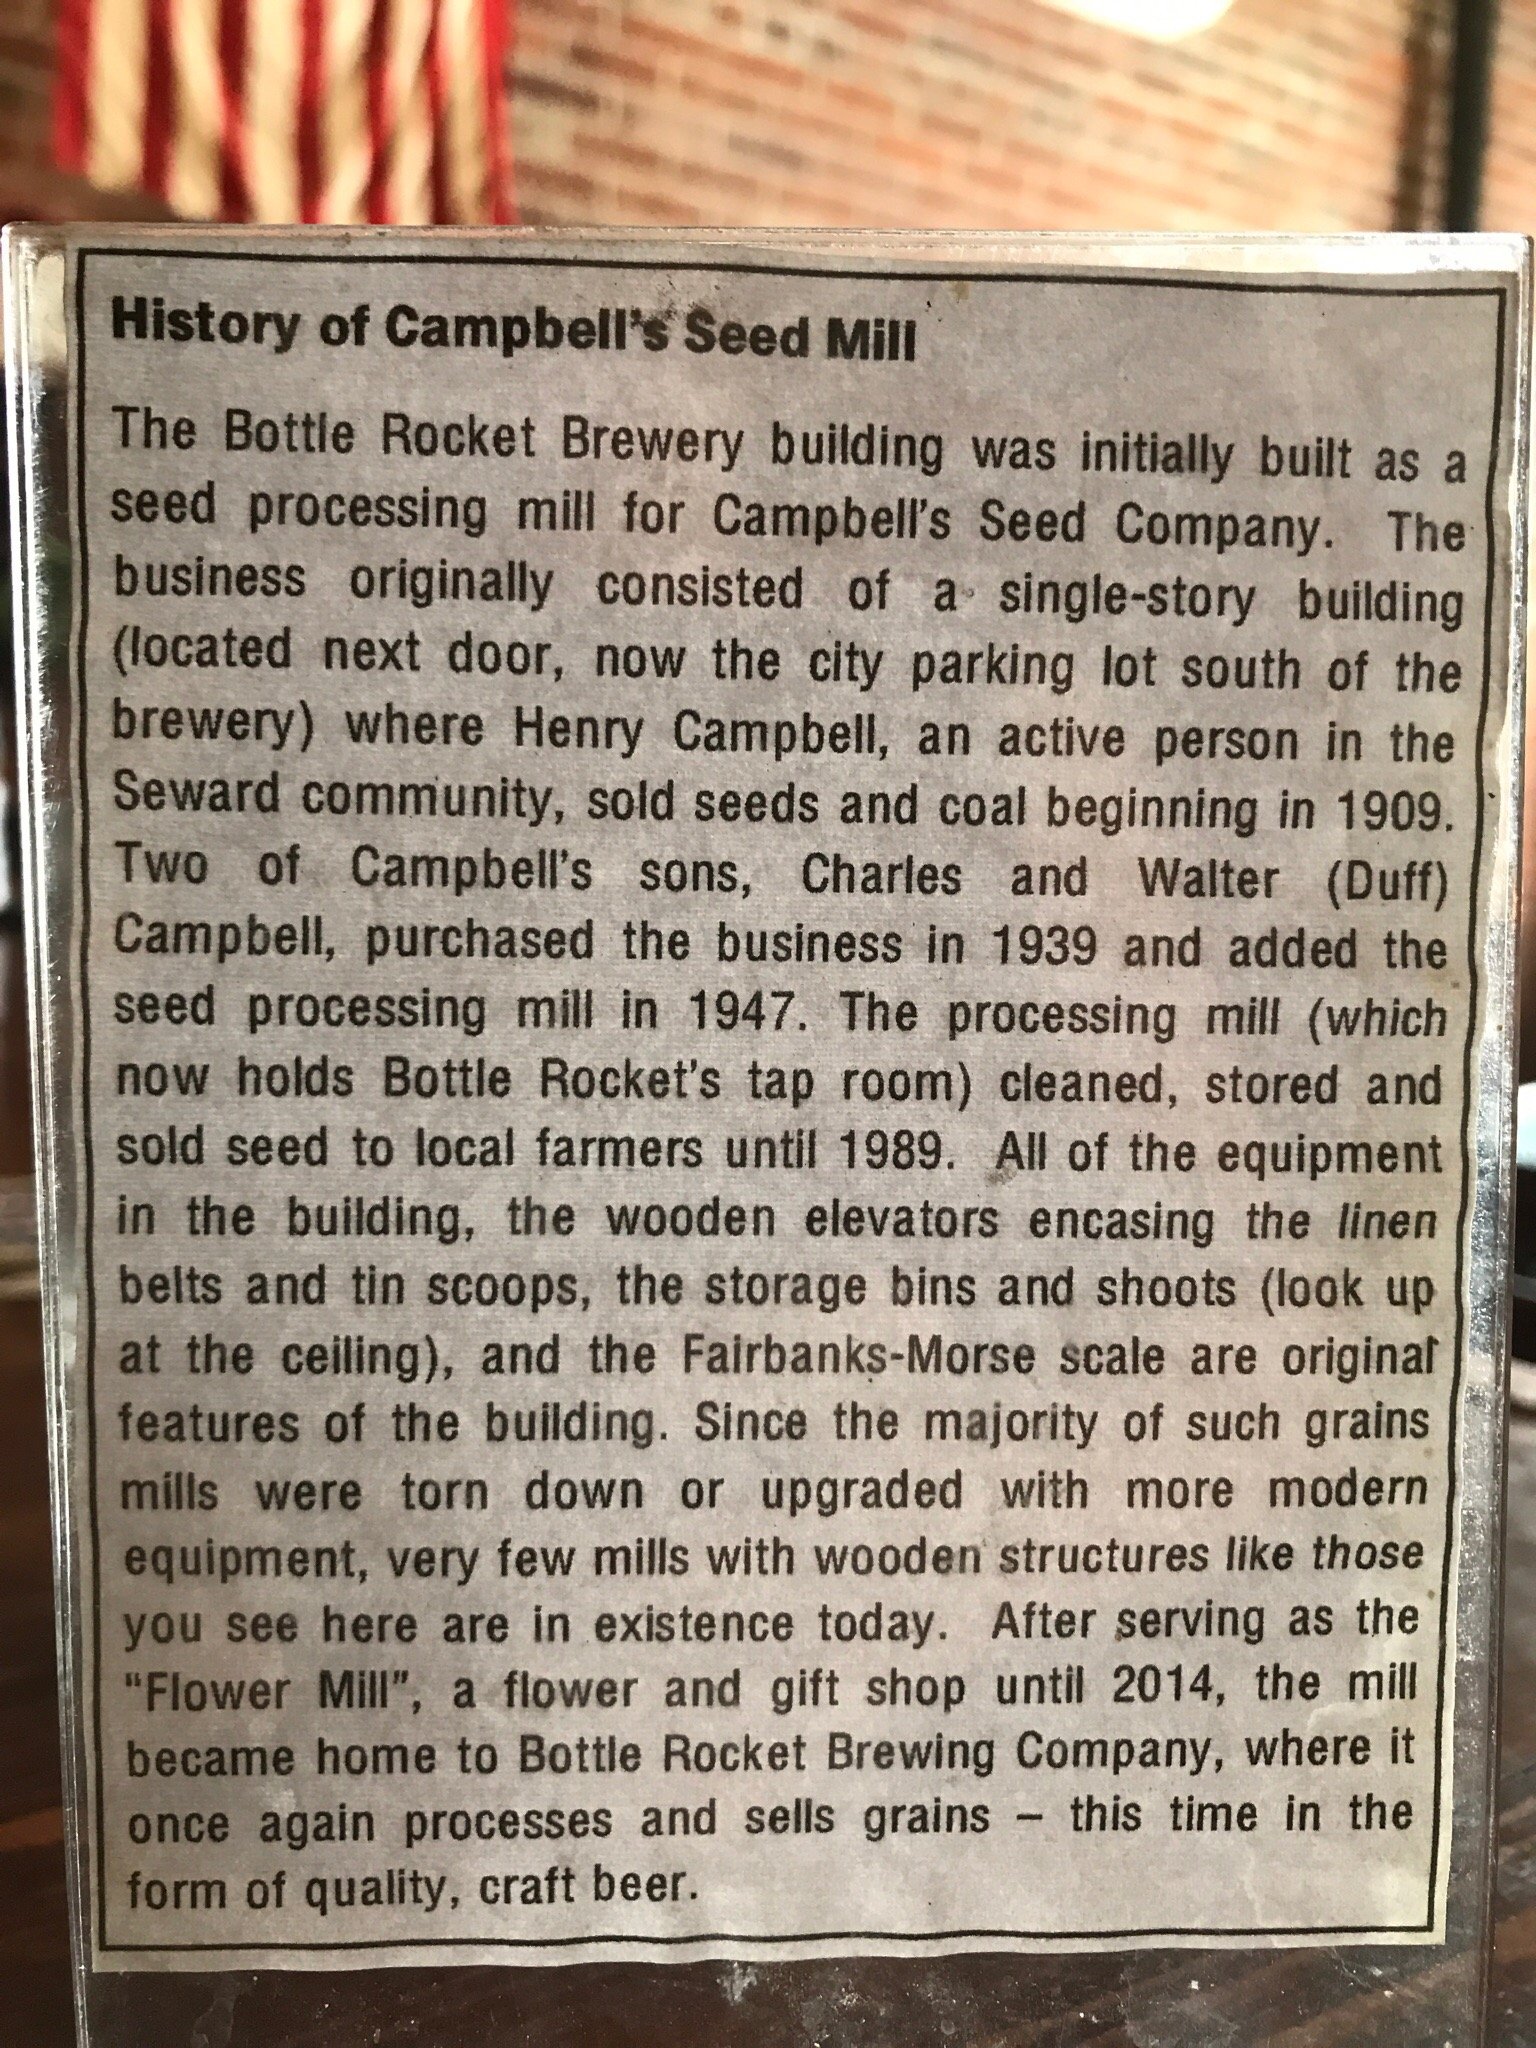 History of Campbell's Seed Mill
The Bottle Rocket Brewery building was initially built as a
seed processing mill for Campbell's Seed Company. The
business originally consisted of a single-story building
(located next door, now the city parking lot south of the
brewery) where Henry Campbell, an active person in the
Seward community, sold seeds and coal beginning in 1909.
Two of Campbell's sons, Charles and Walter (Duff)
Campbell, purchased the business in 1939 and added the
seed processing mill in 1947. The processing mill (which
now holds Bottle Rocket's tap room) cleaned, stored and
sold seed to local farmers until 1989. All of the equipment
in the building, the wooden elevators encasing the linen
belts and tin scoops, the storage bins and shoots (look up
at the ceiling), and the Fairbanks-Morse scale are original
features of the building. Since the majority of such grains
mills were torn down or upgraded with more modern
equipment, very few mills with wooden structures like those
you see here are in existence today. After serving as the
"Flower Mill", a flower and gift shop until 2014, the mill
became home to Bottle Rocket Brewing Company, where it
once again processes and sells grains – this time in the
form of quality, craft beer.